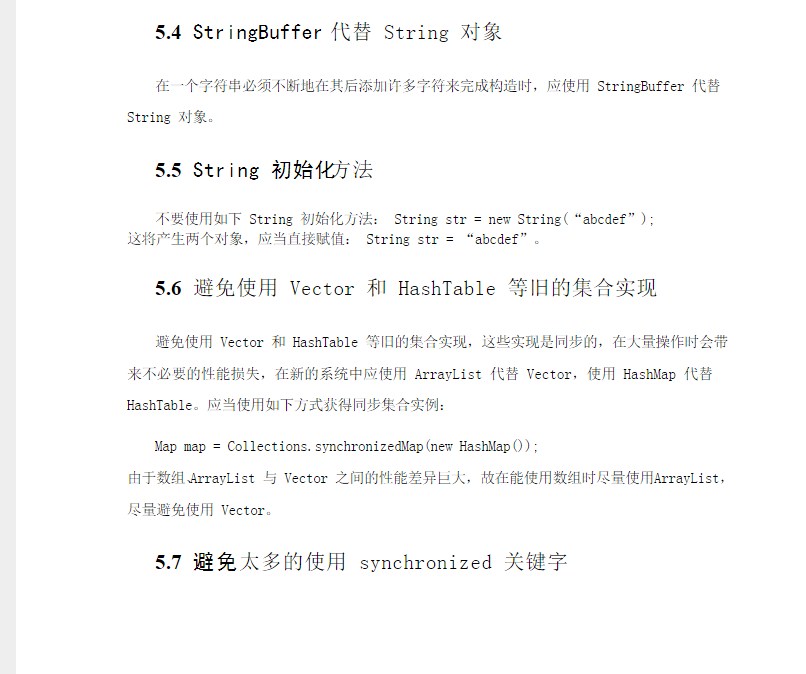 5.4 StringBuffer 代替 String 对象
在一个字符串必须不断地在其后添加许多字符来完成构造时，应使用 StringBuffer 代替
String 对象。
5.5 String 初始化方法
不要使用如下 String 初始化方法： String str = new String(“abcdef”);
这将产生两个对象，应当直接赋值： String str = “abcdef”。
5.6 避免使用 Vector 和 HashTable 等旧的集合实现
避免使用 Vector 和 HashTable 等旧的集合实现，这些实现是同步的，在大量操作时会带
来不必要的性能损失，在新的系统中应使用 ArrayList 代替 Vector，使用 HashMap 代替
HashTable。应当使用如下方式获得同步集合实例：
Map map = Collections.synchronizedMap(new HashMap());
由于数组、ArrayList 与 Vector 之间的性能差异巨大，故在能使用数组时尽量使用ArrayList，
尽量避免使用 Vector。
5.7 避免太多的使用 synchronized 关键字